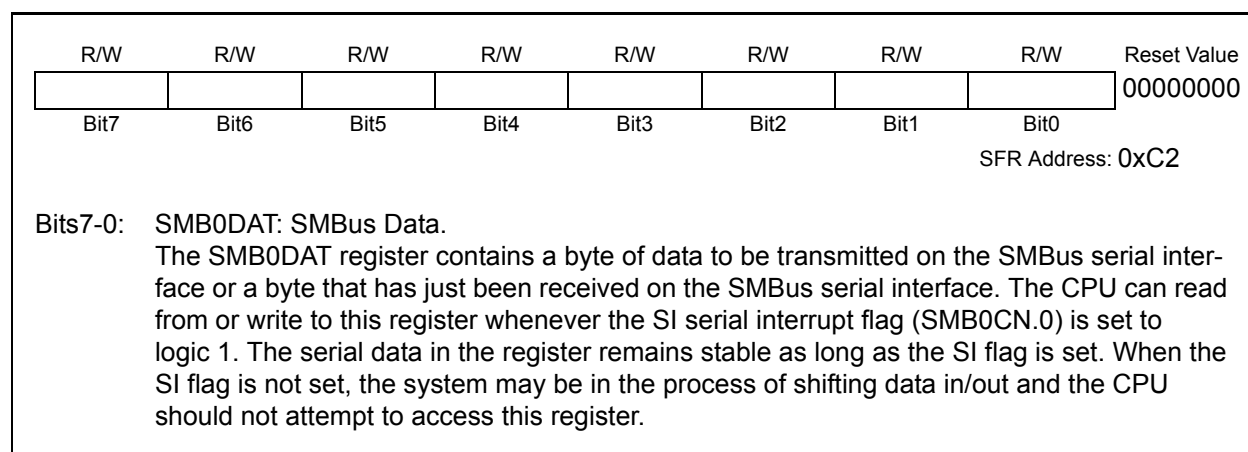 R/W R/W R/W R/W R/W R/W R/W R/W Reset Value
00000000
Bit7 Bit6 Bit5 Bit4 Bit3 Bit2 Bit1 Bit0
SFR Address: 0xC2
Bits7-0: SMB0DAT: SMBus Data.
The SMB0DAT register contains a byte of data to be transmitted on the SMBus serial inter-
face or a byte that has just been received on the SMBus serial interface. The CPU can read
from or write to this register whenever the SI serial interrupt flag (SMB0CN.0) is set to
logic 1. The serial data in the register remains stable as long as the SI flag is set. When the
SI flag is not set, the system may be in the process of shifting data in/out and the CPU
should not attempt to access this register.